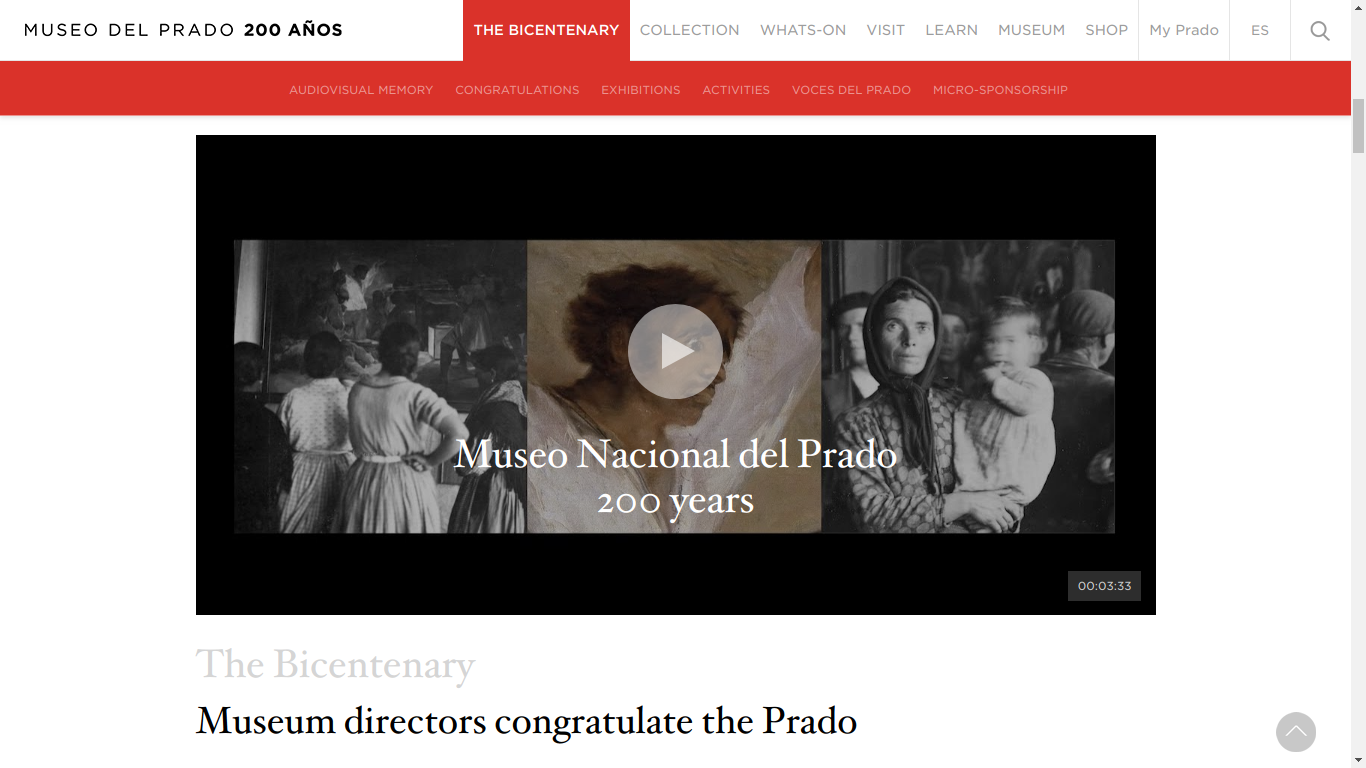 MUSEO DEL PRADO 200 AÑOS
THE BICENTENARY COLLECTION WHATS-ON VISIT LEARN MUSEUM SHOP My Prado ES
AUDIOVISUAL MEMORY CONGRATULATIONS EXHIBITIONS ACTIVITIES VOCES DEL PRADO MICRO-SPONSORSHIP
Museo Nacional del Prado
200 years
00:03:33
The Bicentenary
Museum directors congratulate the Prado